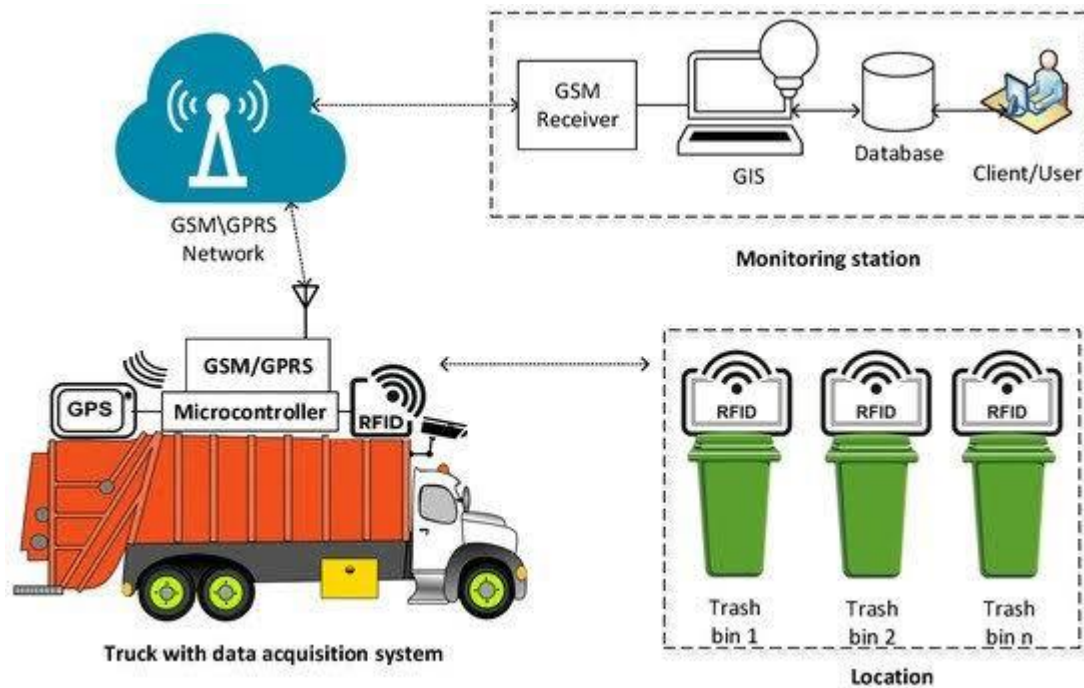 GSM
Receiver
GIS
Database
Client/User
GSM\GPRS
Network
Monitoring station
GSM/GPRS
GPS
Microcontroller
RFID
RFID
RFID
RFID
Trash
bin 1
Trash
bin 2
Trash
bin n
Truck with data acquisition system
Location